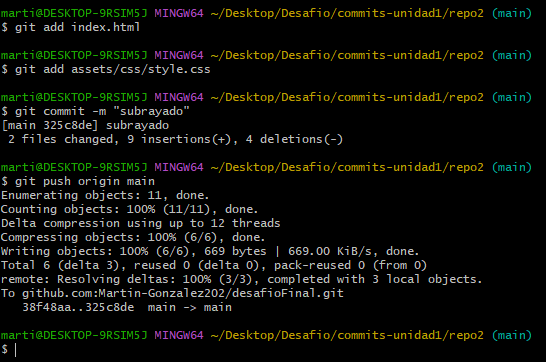 marti@DESKTOP-9RSIM5J MINGW64 ~/Desktop/Desafio/commits-unidad1/repo2 (main)
$ git add index.html
marti@DESKTOP-9RSIM5J MINGW64 ~/Desktop/Desafio/commits-unidad1/repo2 (main)
$ git add assets/css/style.css
marti@DESKTOP-9RSIM5J MINGW64 ~/Desktop/Desafio/commits-unidad1/repo2 (main)
$ git commit -m "subrayado"
[main 325c8de] subrayado
 2 files changed, 9 insertions(+), 4 deletions(-)
marti@DESKTOP-9RSIM5J MINGW64 ~/Desktop/Desafio/commits-unidad1/repo2 (main)
$ git push origin main
Enumerating objects: 11, done.
Counting objects: 100% (11/11), done.
Delta compression using up to 12 threads
Compressing objects: 100% (6/6), done.
Writing objects: 100% (6/6), 669 bytes | 669.00 KiB/s, done.
Total 6 (delta 3), reused 0 (delta 0), pack-reused 0 (from 0)
remote: Resolving deltas: 100% (3/3), completed with 3 local objects.
To github.com:Martin-Gonzalez202/desafioFinal.git
   38f48aa..325c8de  main -> main
marti@DESKTOP-9RSIM5J MINGW64 ~/Desktop/Desafio/commits-unidad1/repo2 (main)
$